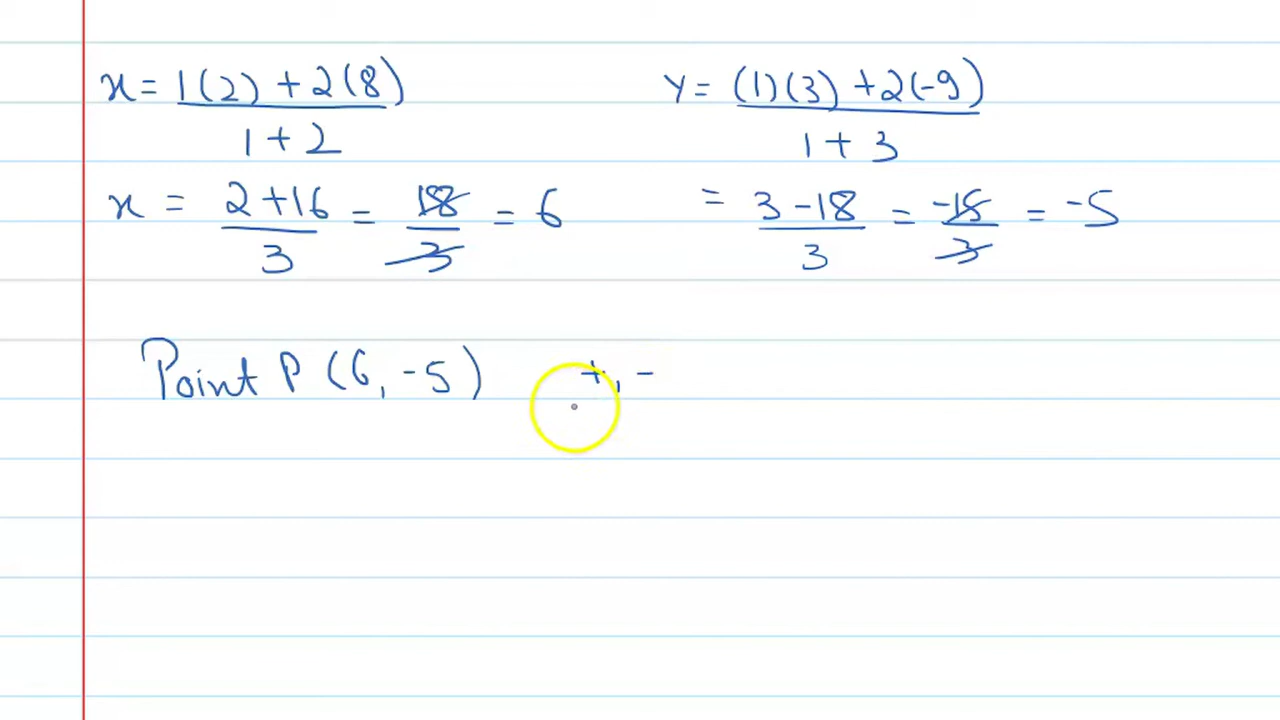 x = 1(2) + 2(8) / 1 + 2
y = (1)(3) + 2(-9) / 1 + 3
x = 2 + 16 / 3 = 18 / 3 = 6
= 3 - 18 / 3 = -15 / 3 = -5
Point P (6, -5) +, -